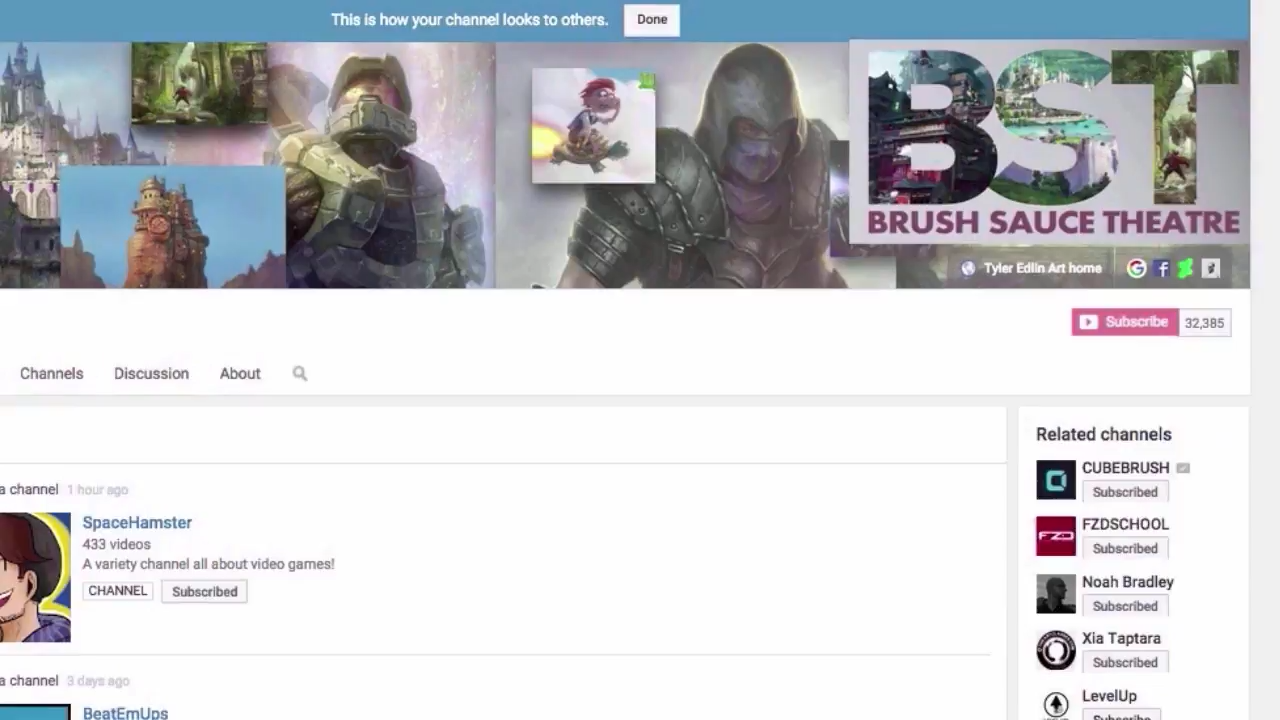 This is how your channel looks to others. Done
BST
BRUSH SAUCE THEATRE
Tyler Edlin Art home
Subscribe 32,385
Channels Discussion About
Related channels
CUBEBRUSH
Subscribed
a channel 1 hour ago
SpaceHamster
433 videos
A variety channel all about video games!
CHANNEL Subscribed
FZD
FZDSCHOOL
Subscribed
Noah Bradley
Subscribed
Xia Taptara
Subscribed
a channel 3 days ago
LevelUp
Subscribe
BeatEmUps